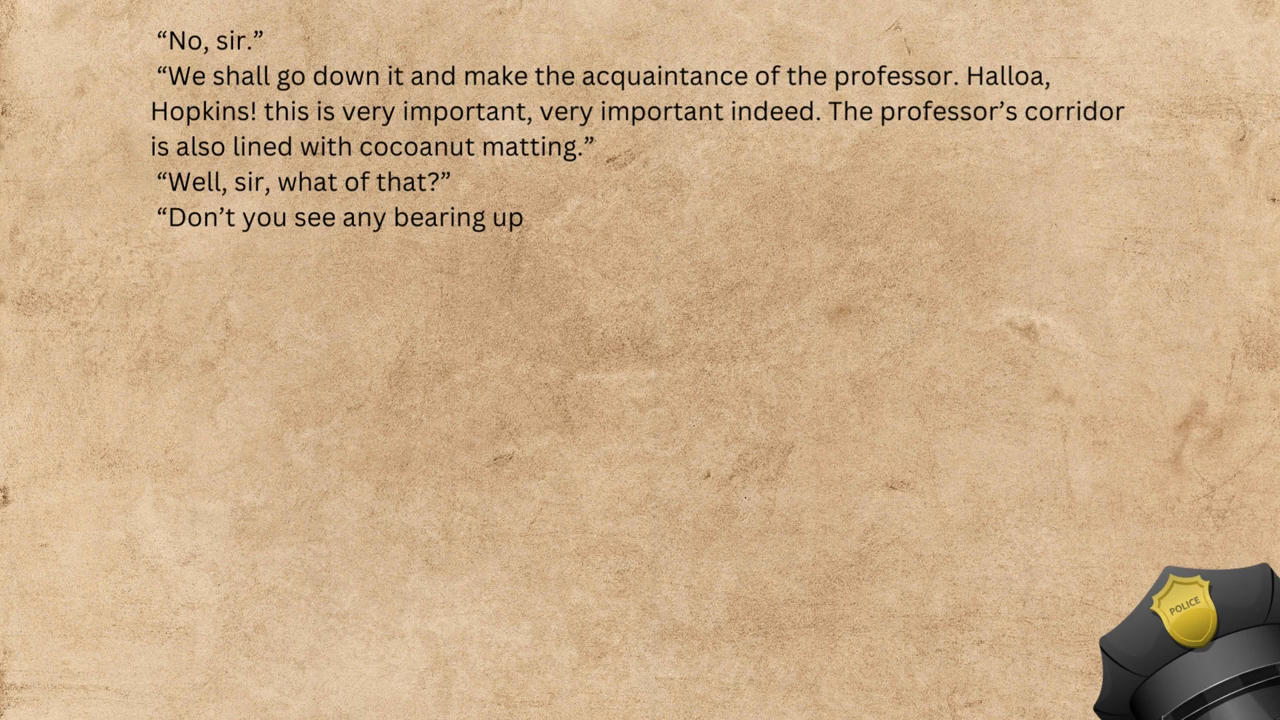 “No, sir.”
“We shall go down it and make the acquaintance of the professor. Halloa,
Hopkins! this is very important, very important indeed. The professor’s corridor
is also lined with cocoanut matting.”
“Well, sir, what of that?”
“Don’t you see any bearing up
POLICE